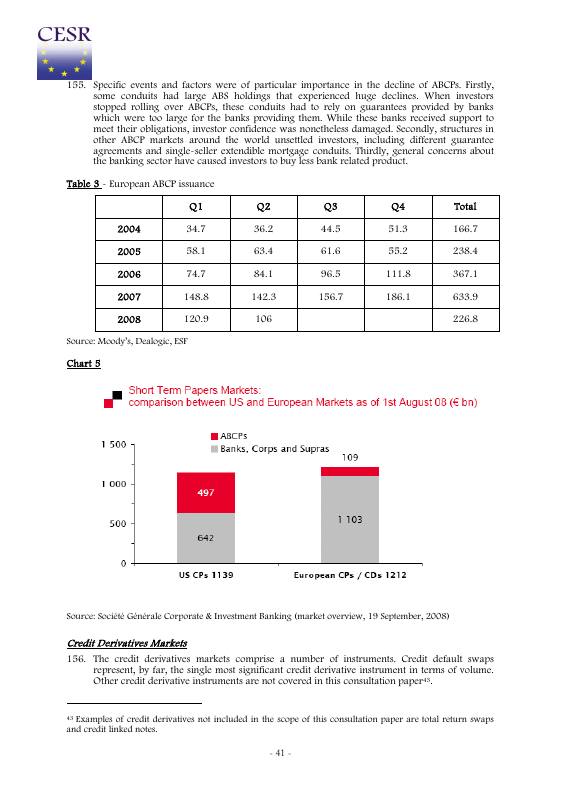 CESR
155. Specific events and factors were of particular importance in the decline of ABCPs. Firstly,
some conduits had large ABS holdings that experienced huge declines. When investors
stopped rolling over ABCPs, these conduits had to rely on guarantees provided by banks
which were too large for the banks providing them. While these banks received support to
meet their obligations, investor confidence was nonetheless damaged. Secondly, structures in
other ABCP markets around the world unsettled investors, including different guarantee
agreements and single-seller extendible mortgage conduits. Thirdly, general concerns about
the banking sector have caused investors to buy less bank related product.
Table 3 - European ABCP issuance
Q1 Q2 Q3 Q4 Total
2004 34.7 36.2 44.5 51.3 166.7
2005 58.1 63.4 61.6 55.2 238.4
2006 74.7 84.1 96.5 111.8 367.1
2007 148.8 142.3 156.7 186.1 633.9
2008 120.9 106 226.8
Source: Moody's, Dealogic, ESF
Chart 5
Short Term Papers Markets:
comparison between US and European Markets as of 1st August 08 (€ bn)
ABCPs
Banks, Corps and Supras
1 500
1 000
500
0
497
642
109
1 103
US CPs 1139
European CPs / CDs 1212
Source: Société Générale Corporate & Investment Banking (market overview, 19 September, 2008)
Credit Derivatives Markets
156. The credit derivatives markets comprise a number of instruments. Credit default swaps
represent, by far, the single most significant credit derivative instrument in terms of volume.
Other credit derivative instruments are not covered in this consultation paper⁴³.
⁴³ Examples of credit derivatives not included in the scope of this consultation paper are total return swaps
and credit linked notes.
- 41 -